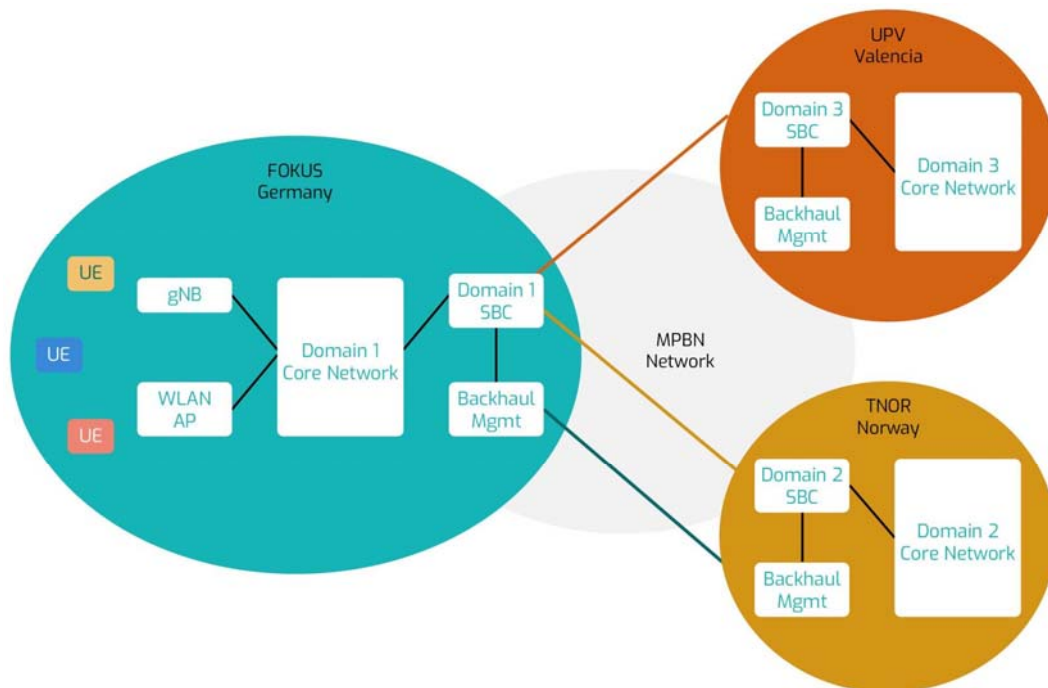 FOKUS
Germany
UE
UE
UE
gNB
WLAN
AP
Domain 1
Core Network
Domain 1
SBC
Backhaul
Mgmt
MPBN
Network
UPV
Valencia
Domain 3
SBC
Backhaul
Mgmt
Domain 3
Core Network
TNOR
Norway
Domain 2
SBC
Backhaul
Mgmt
Domain 2
Core Network